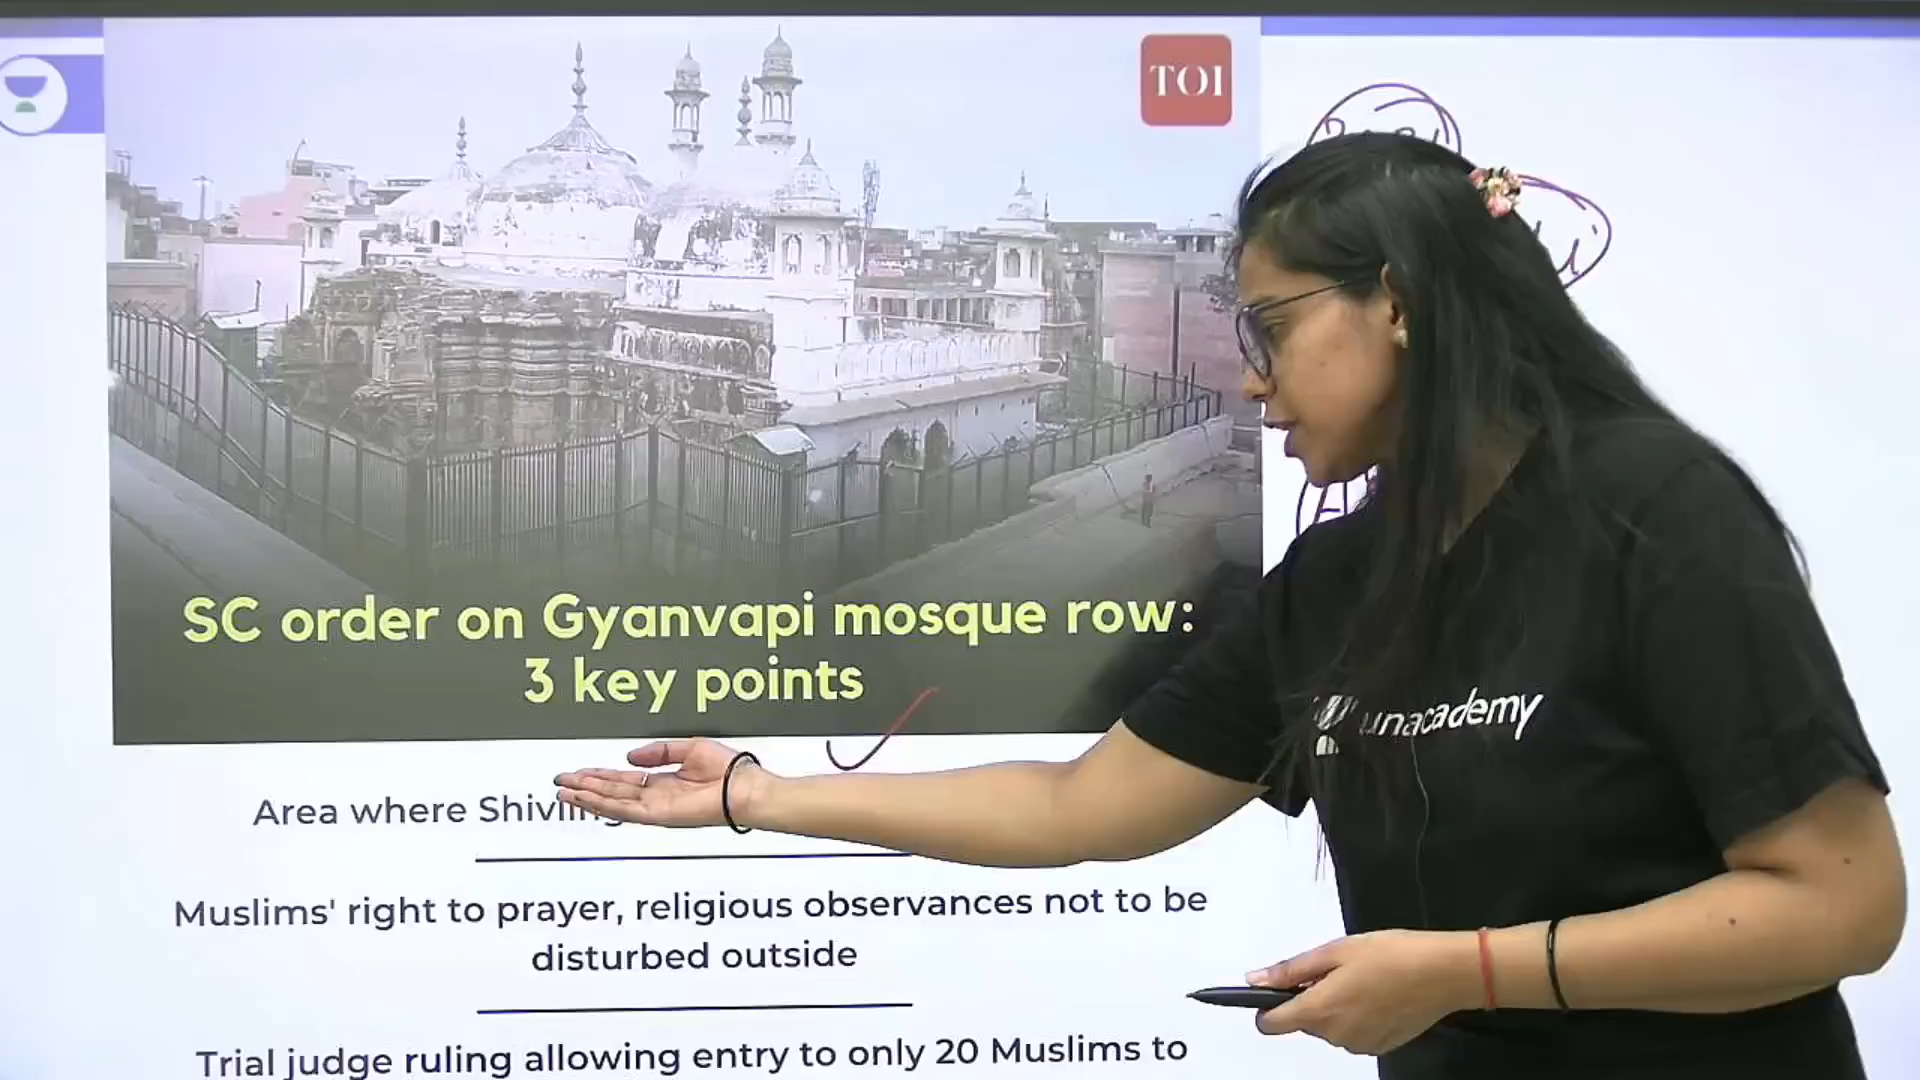 TOI
SC order on Gyanvapi mosque row:
3 key points
Area where
Muslims' right to prayer, religious observances not to be
disturbed outside
Trial judge ruling allowing entry to only 20 Muslims to
unacademy